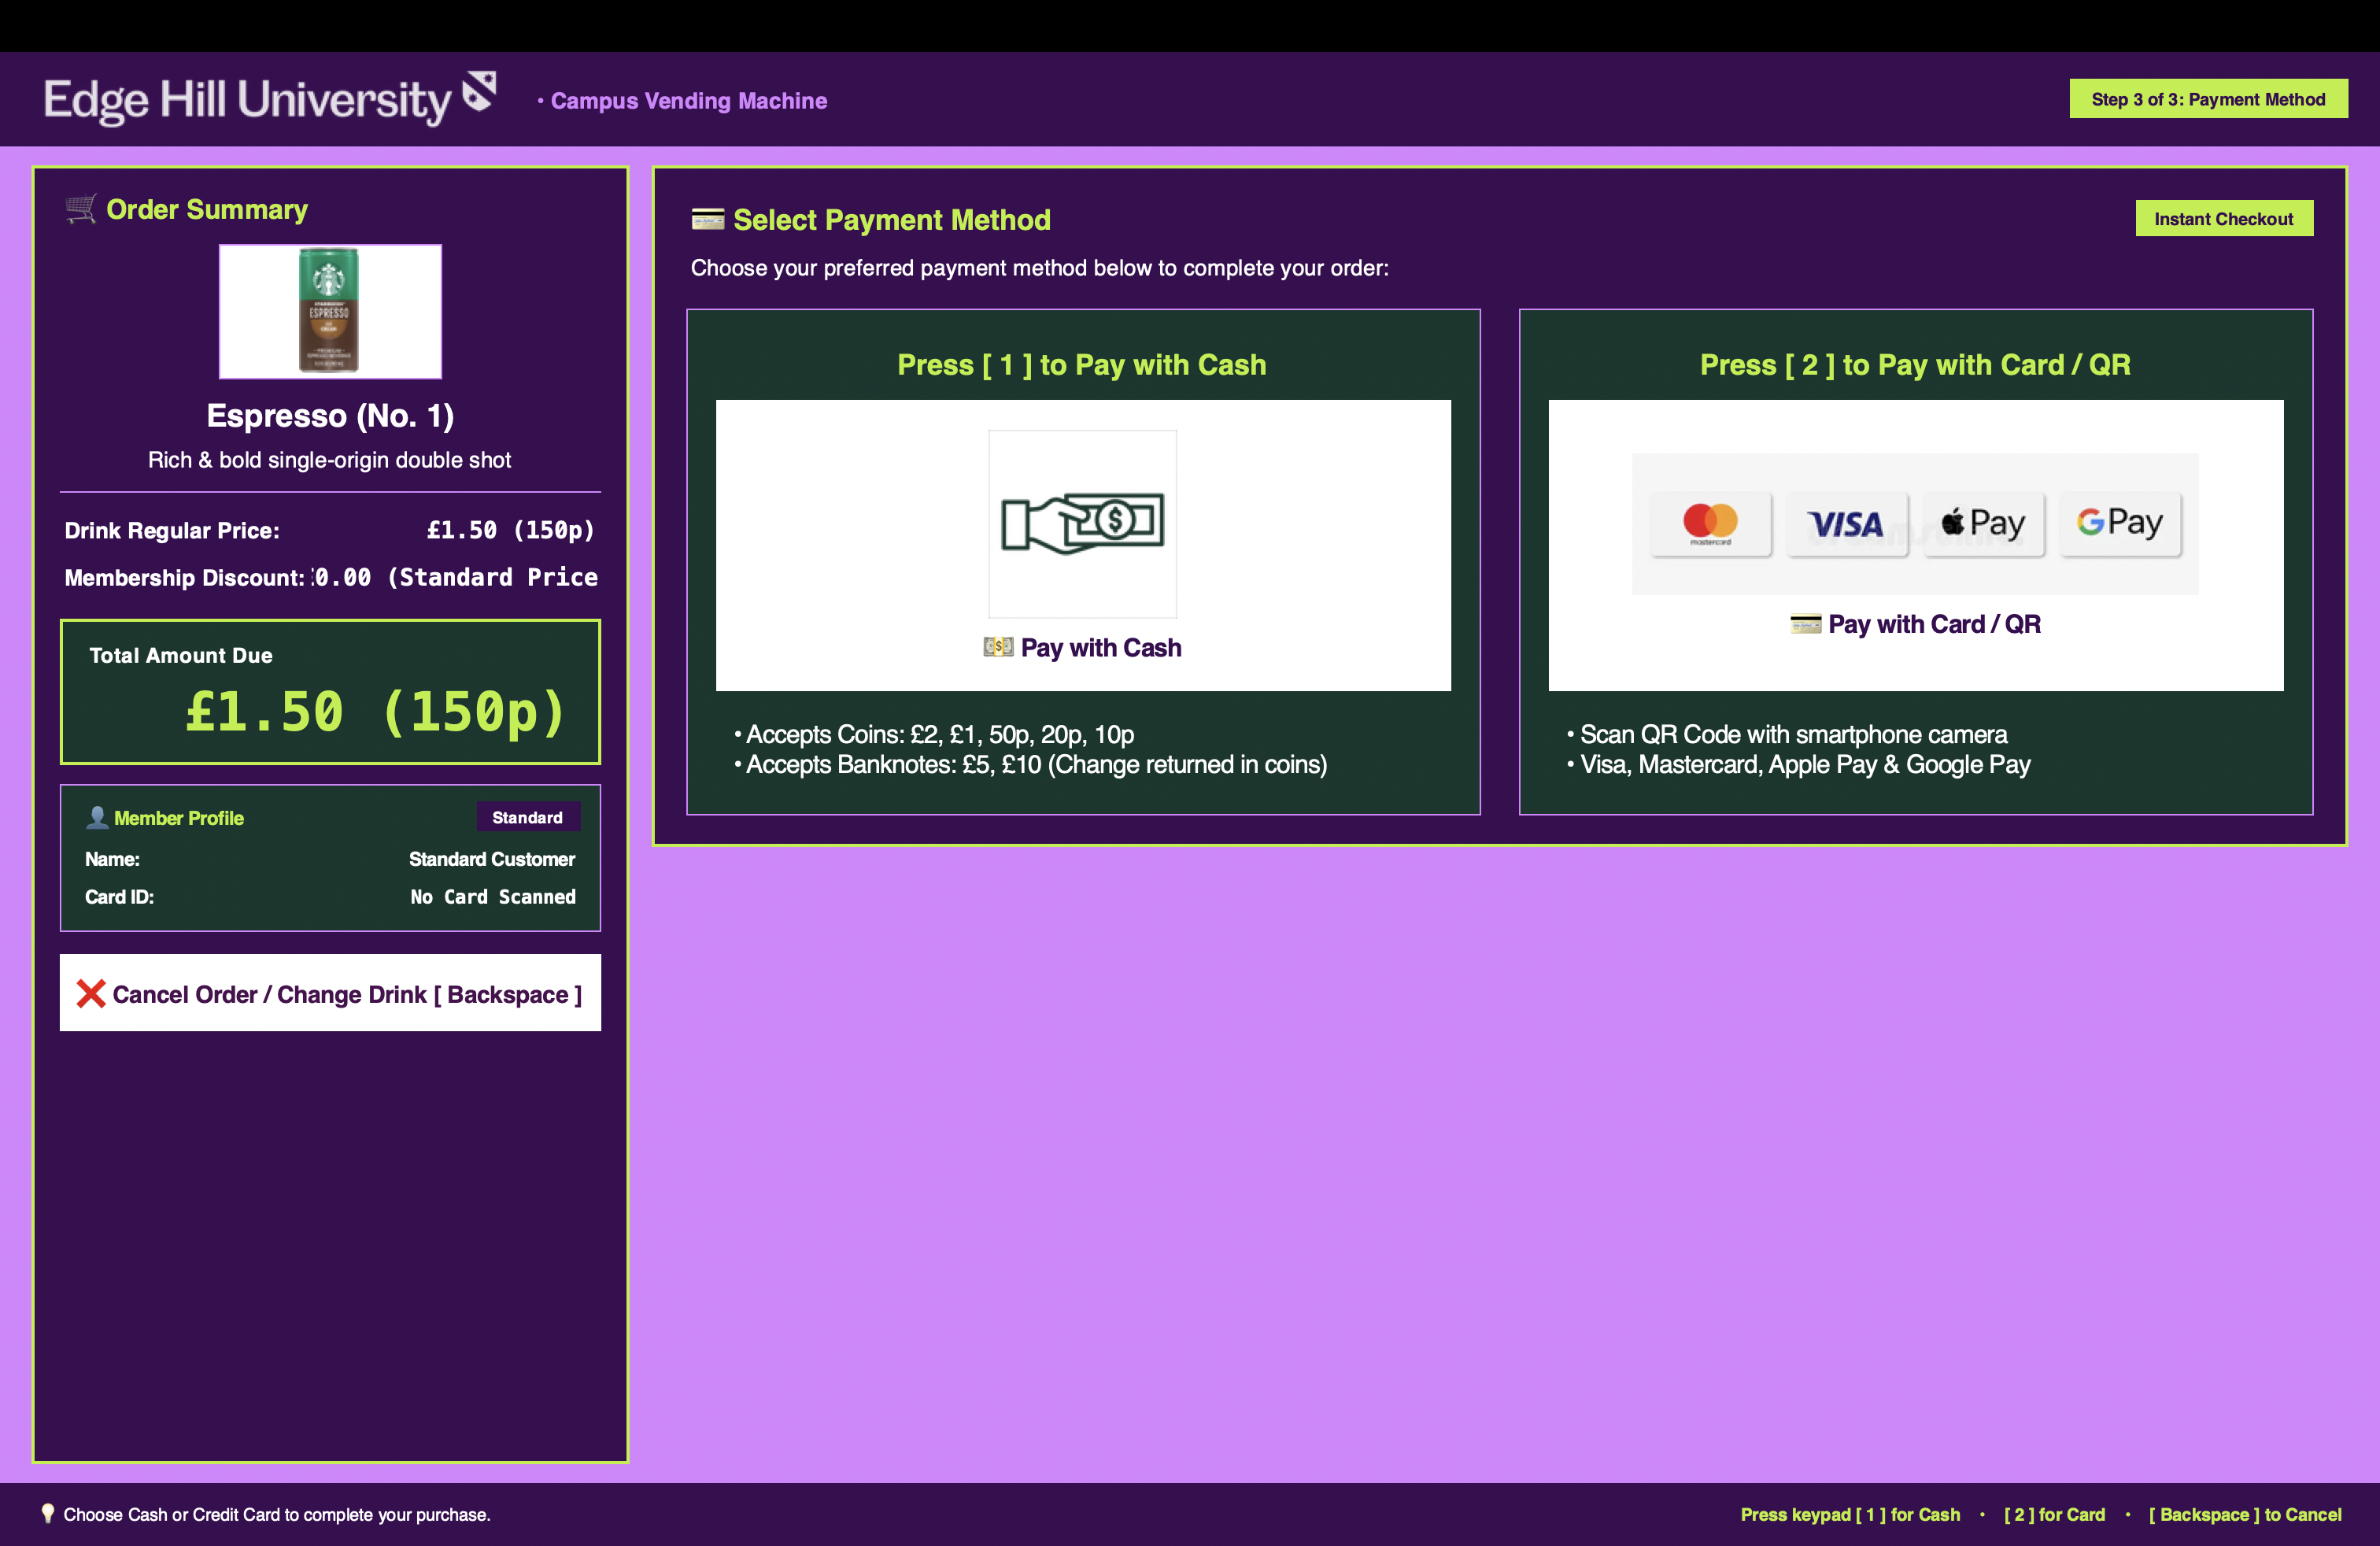 Edge Hill University
• Campus Vending Machine
Step 3 of 3: Payment Method
Order Summary
ESPRESSO
Espresso (No. 1)
Rich & bold single-origin double shot
Drink Regular Price: £1.50 (150p)
Membership Discount: £0.00 (Standard Price
Total Amount Due
£1.50 (150p)
Member Profile
Standard
Name: Standard Customer
Card ID: No Card Scanned
❌ Cancel Order / Change Drink [ Backspace ]
Select Payment Method
Instant Checkout
Choose your preferred payment method below to complete your order:
Press [ 1 ] to Pay with Cash
$
Pay with Cash
• Accepts Coins: £2, £1, 50p, 20p, 10p
• Accepts Banknotes: £5, £10 (Change returned in coins)
Press [ 2 ] to Pay with Card / QR
mastercard
VISA
Pay
G Pay
Pay with Card / QR
• Scan QR Code with smartphone camera
• Visa, Mastercard, Apple Pay & Google Pay
Choose Cash or Credit Card to complete your purchase.
Press keypad [ 1 ] for Cash • [ 2 ] for Card • [ Backspace ] to Cancel